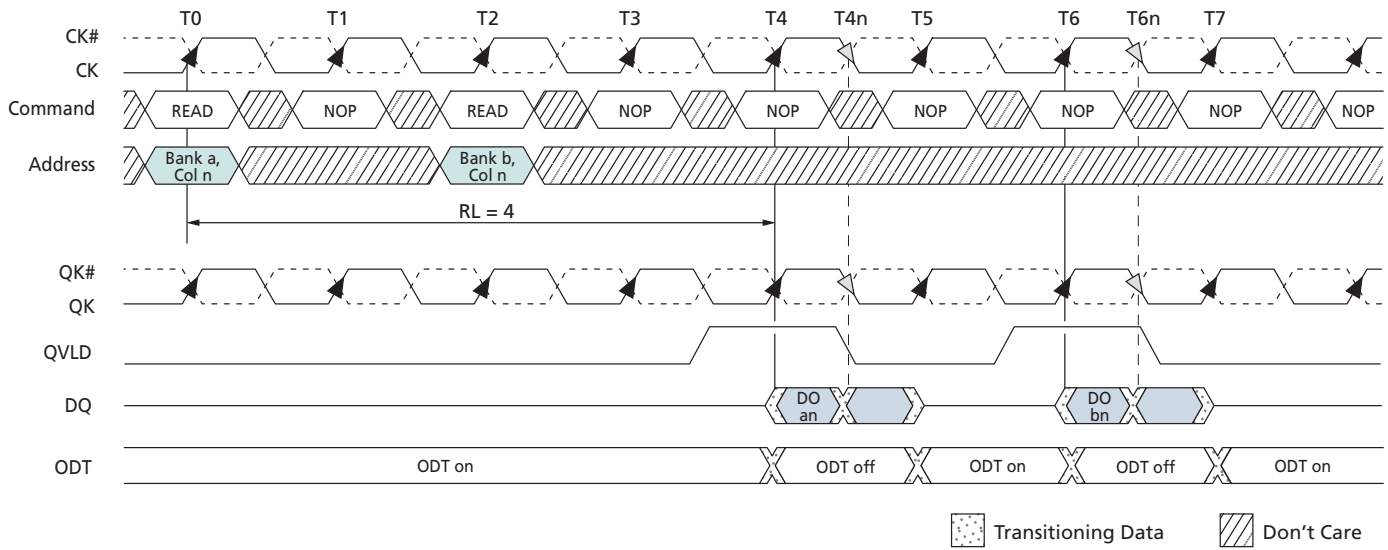 T0 T1 T2 T3 T4 T4n T5 T6 T6n T7
CK#
CK
Command READ NOP READ NOP NOP NOP NOP NOP NOP
Address Bank a, Col n Bank b, Col n
RL = 4
QK#
QK
QVLD
DQ DO an DO bn
ODT ODT on ODT off ODT on ODT off ODT on
Transitioning Data Don't Care